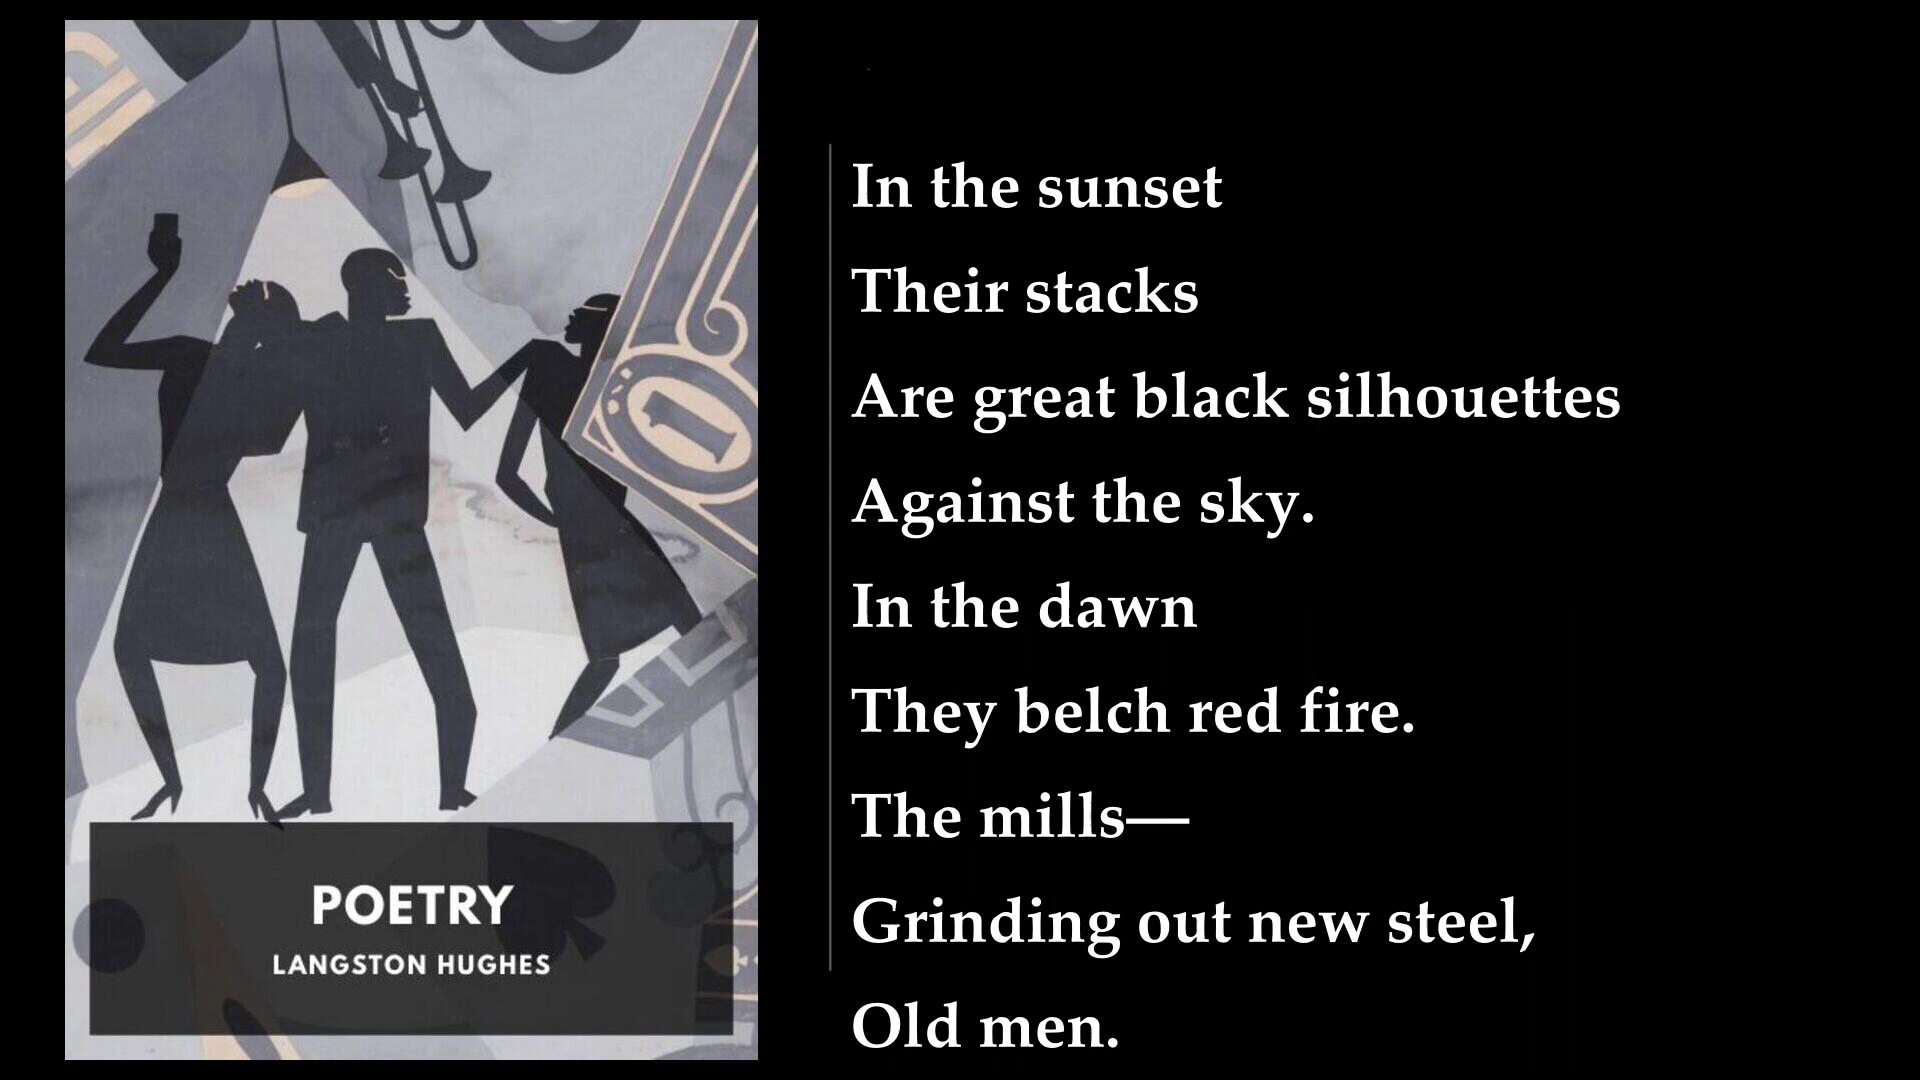 In the sunset
Their stacks
Are great black silhouettes
Against the sky.
In the dawn
They belch red fire.
The mills—
Grinding out new steel,
Old men.
1
POETRY
LANGSTON HUGHES